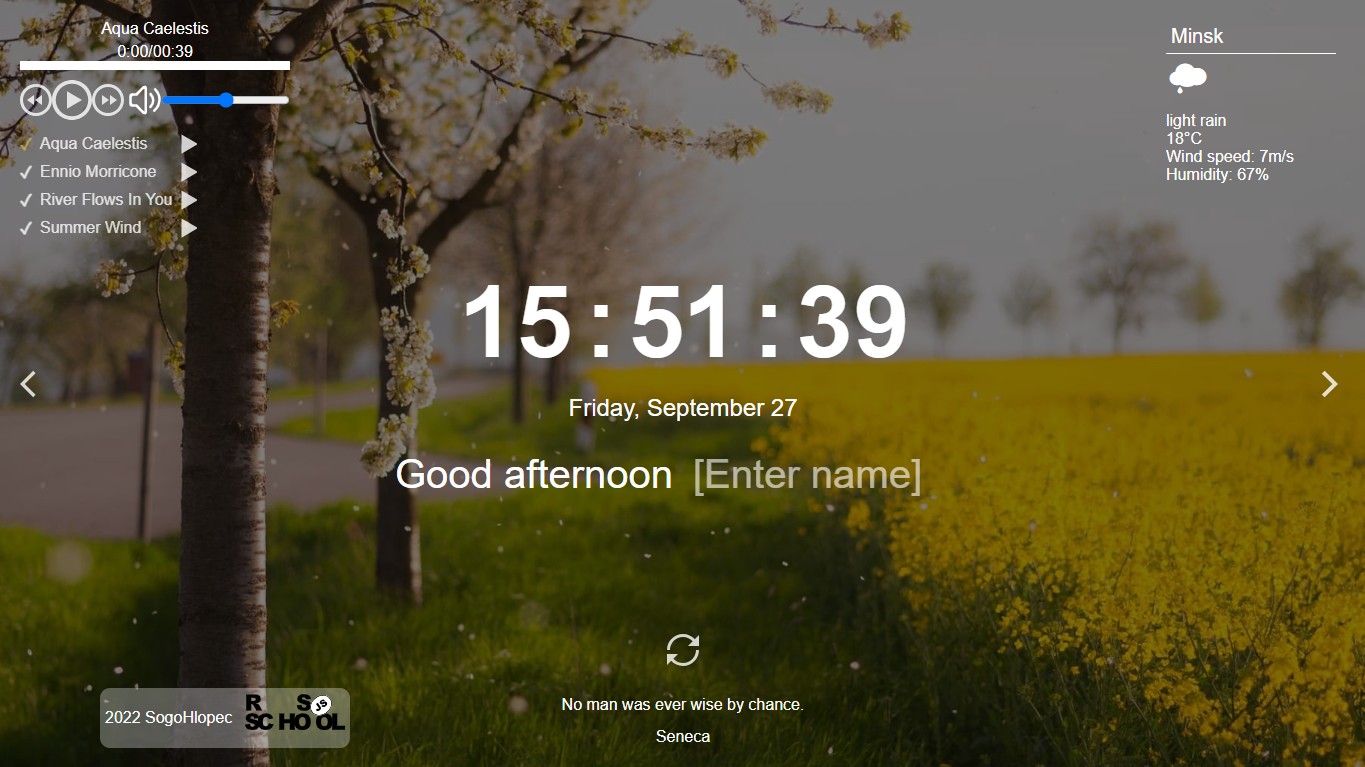 Aqua Caelestis
0:00/00:39
Aqua Caelestis
Ennio Morricone
River Flows In You
Summer Wind
Minsk
light rain
18°C
Wind speed: 7m/s
Humidity: 67%
15:51:39
Friday, September 27
Good afternoon [Enter name]
No man was ever wise by chance.
Seneca
2022 SogoHlopec
R S JS
SCHOOL